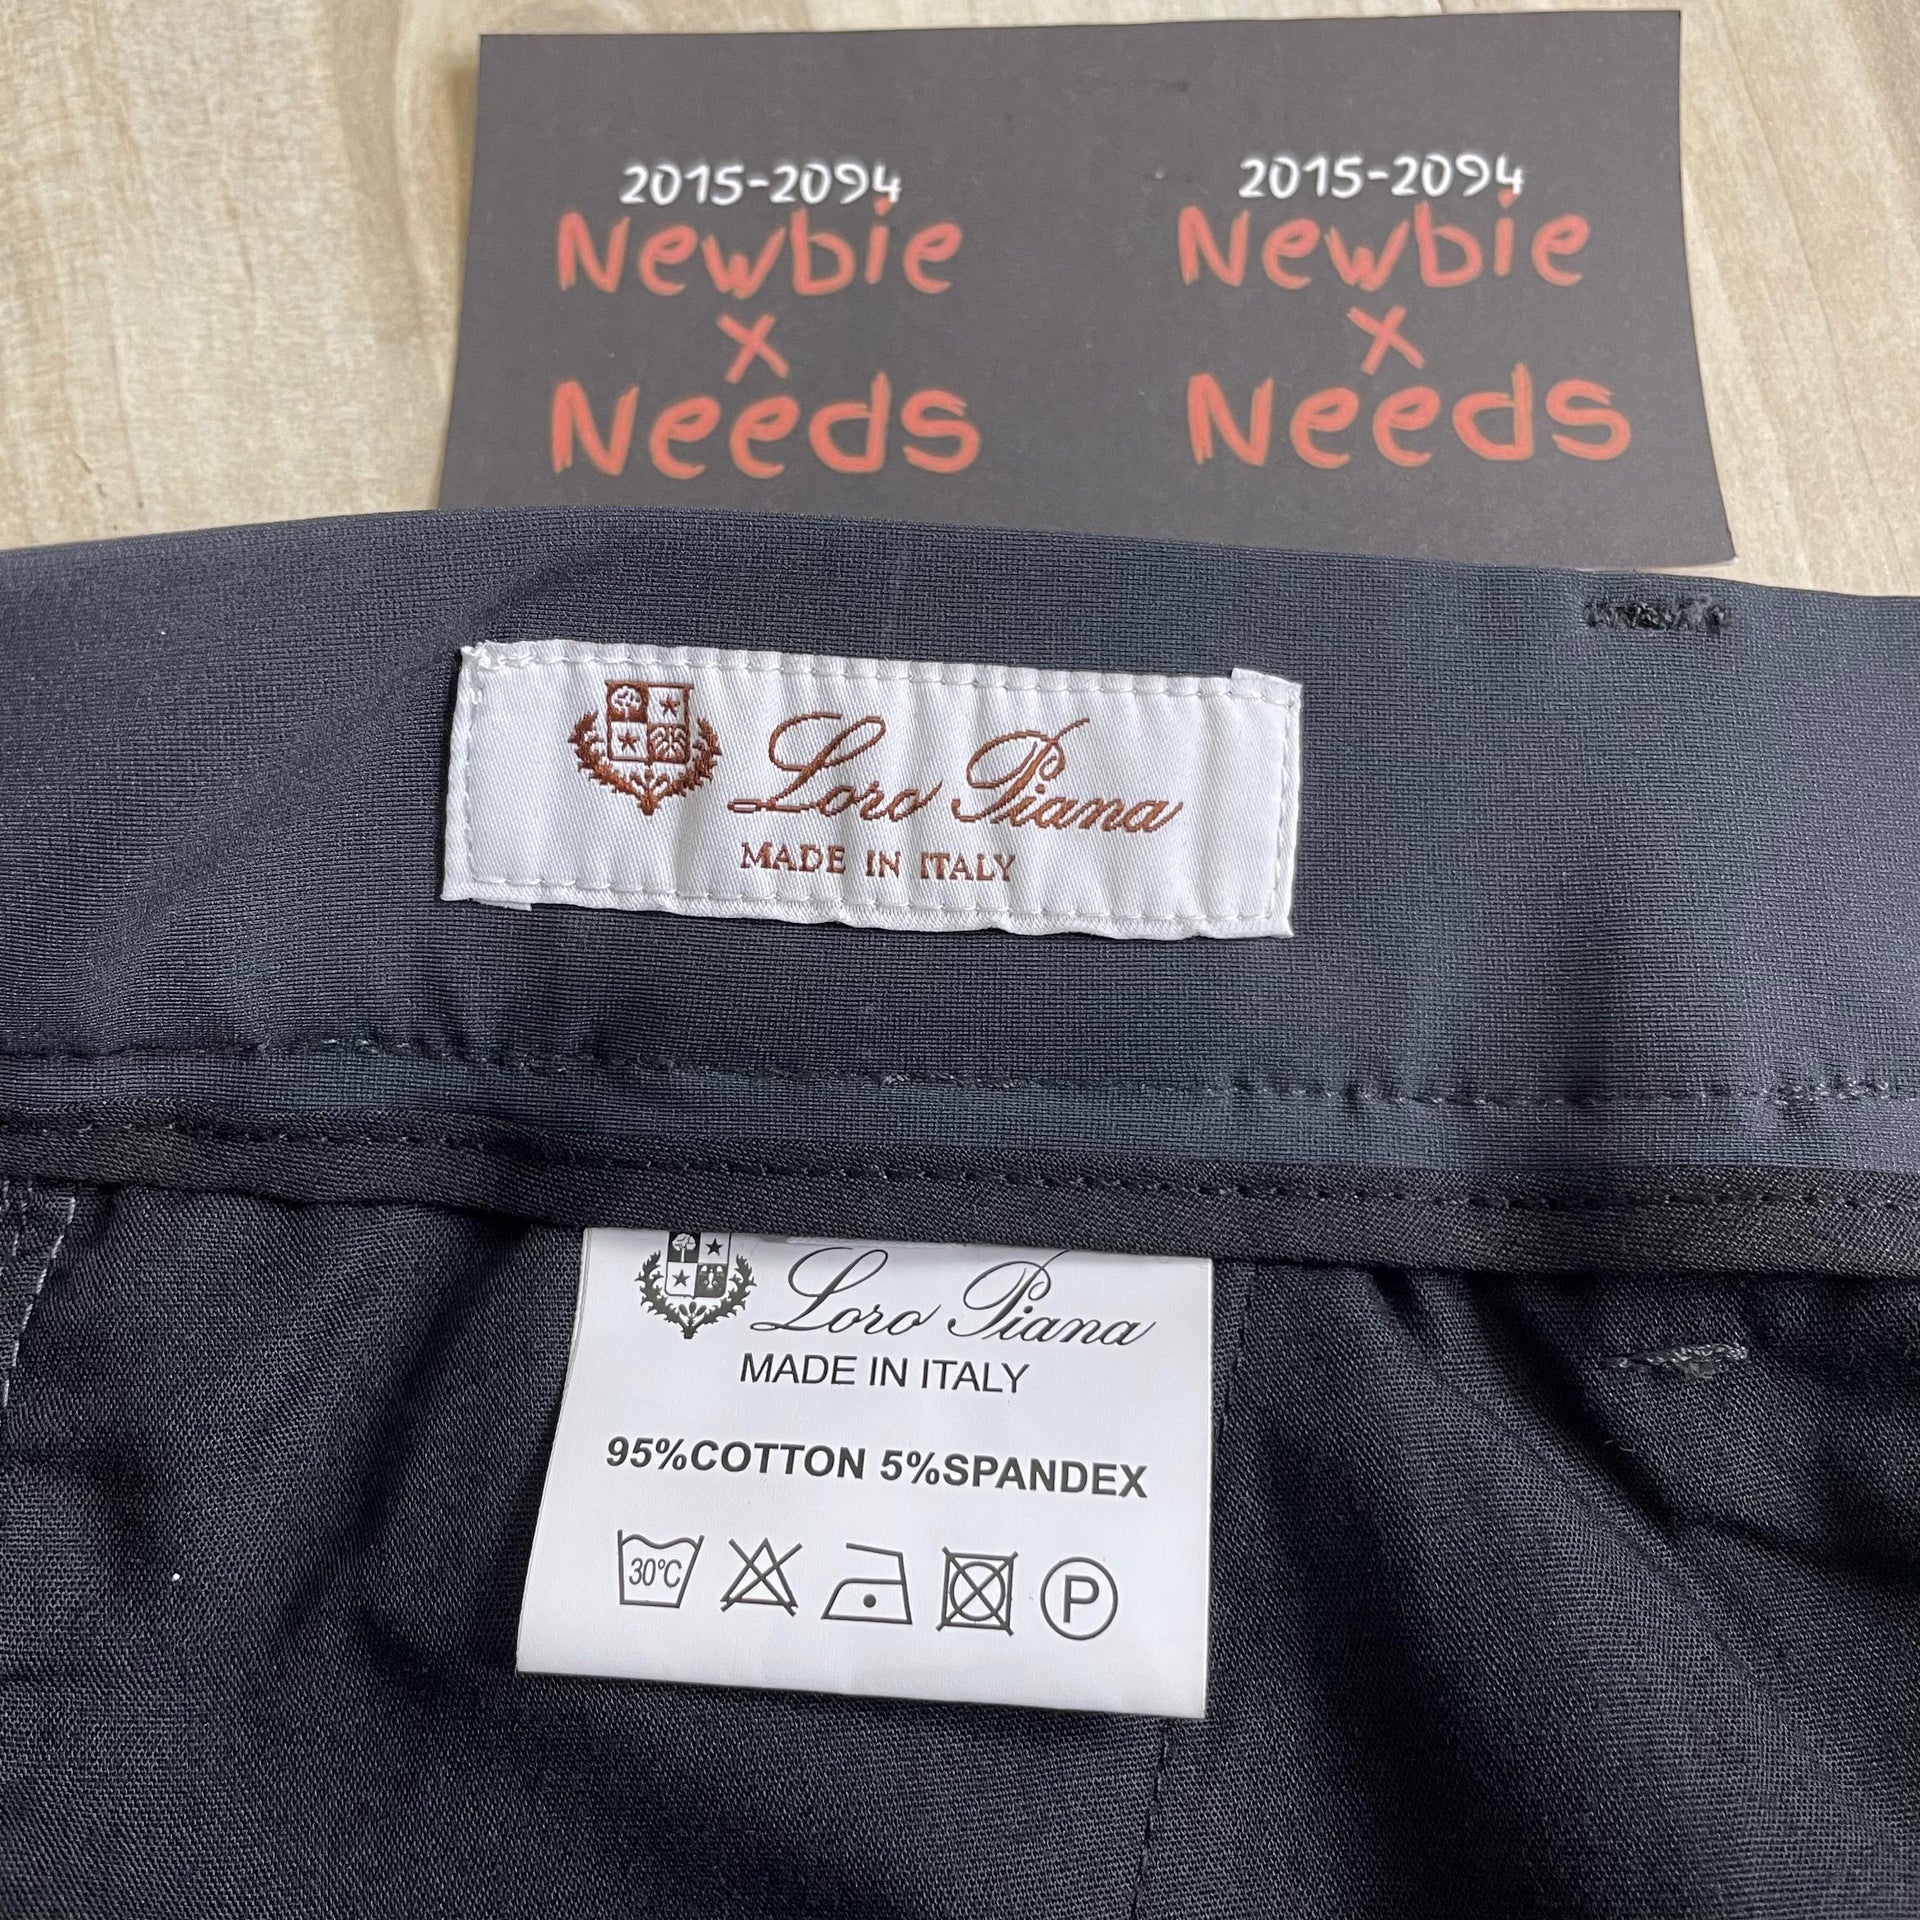 2015-2094
Newbie
x
Needs
2015-2094
Newbie
x
Needs
Loro Piana
MADE IN ITALY
Loro Piana
MADE IN ITALY
95%COTTON 5%SPANDEX
30°C
P